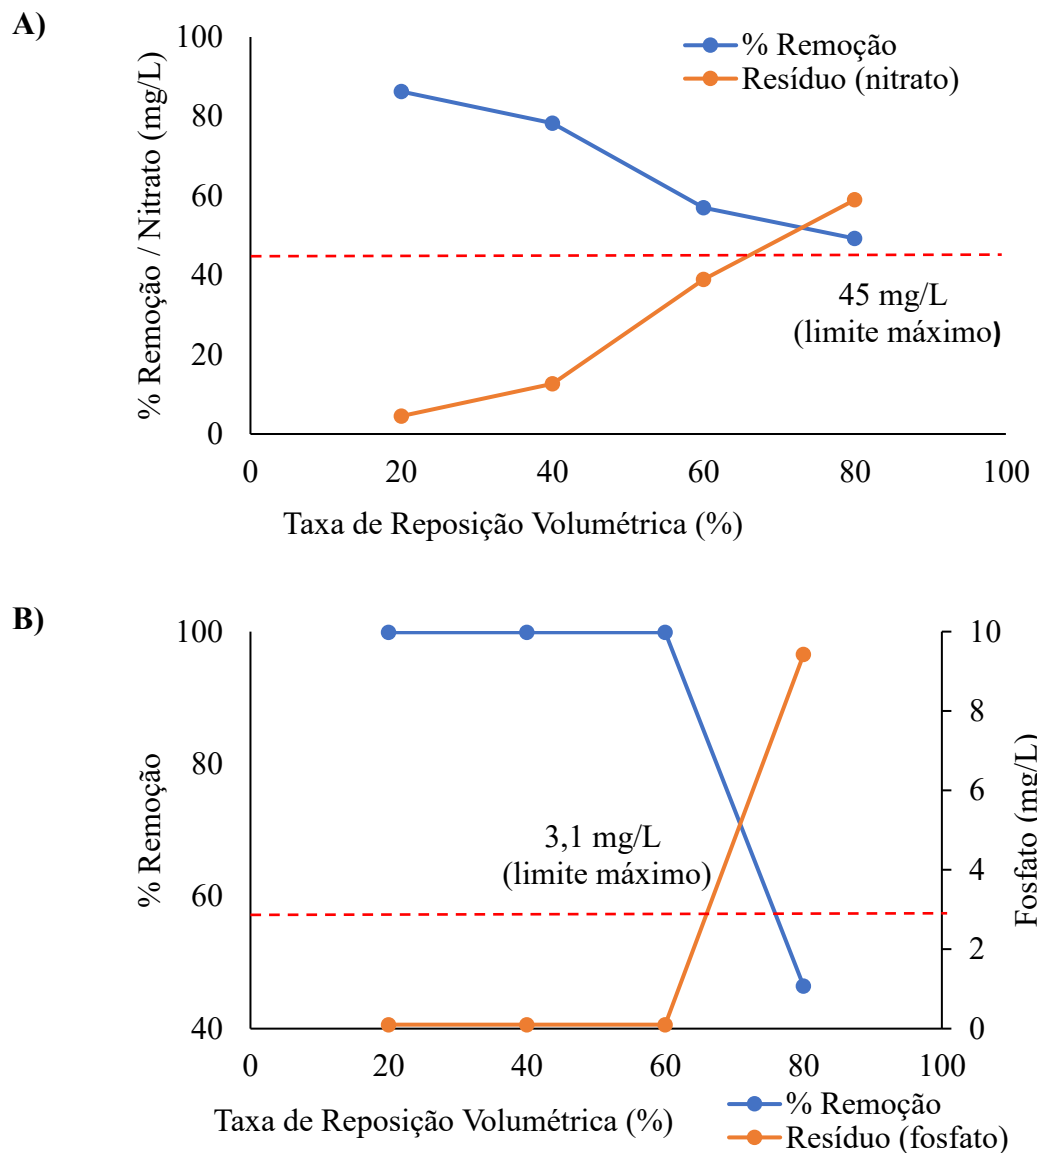 A)
% Remoção
Resíduo (nitrato)
% Remoção / Nitrato (mg/L)
100
80
60
40
20
0
45 mg/L
(limite máximo)
0 20 40 60 80 100
Taxa de Reposição Volumétrica (%)
B)
% Remoção
100
80
60
40
3,1 mg/L
(limite máximo)
10
8
6
4
2
0
Fosfato (mg/L)
0 20 40 60 80 100
Taxa de Reposição Volumétrica (%)
% Remoção
Resíduo (fosfato)